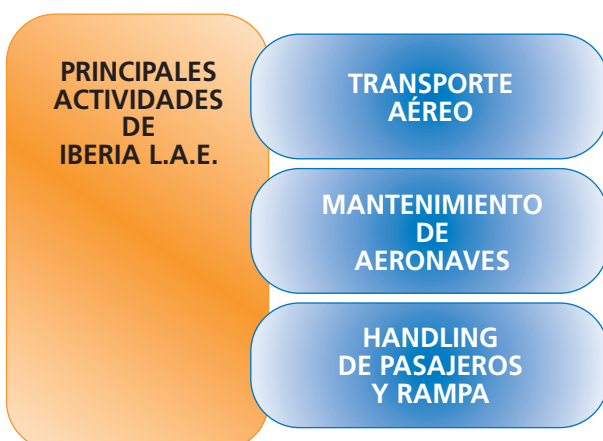 PRINCIPALES
ACTIVIDADES
DE
IBERIA L.A.E.
TRANSPORTE
AÉREO
MANTENIMIENTO
DE
AERONAVES
HANDLING
DE PASAJEROS
Y RAMPA